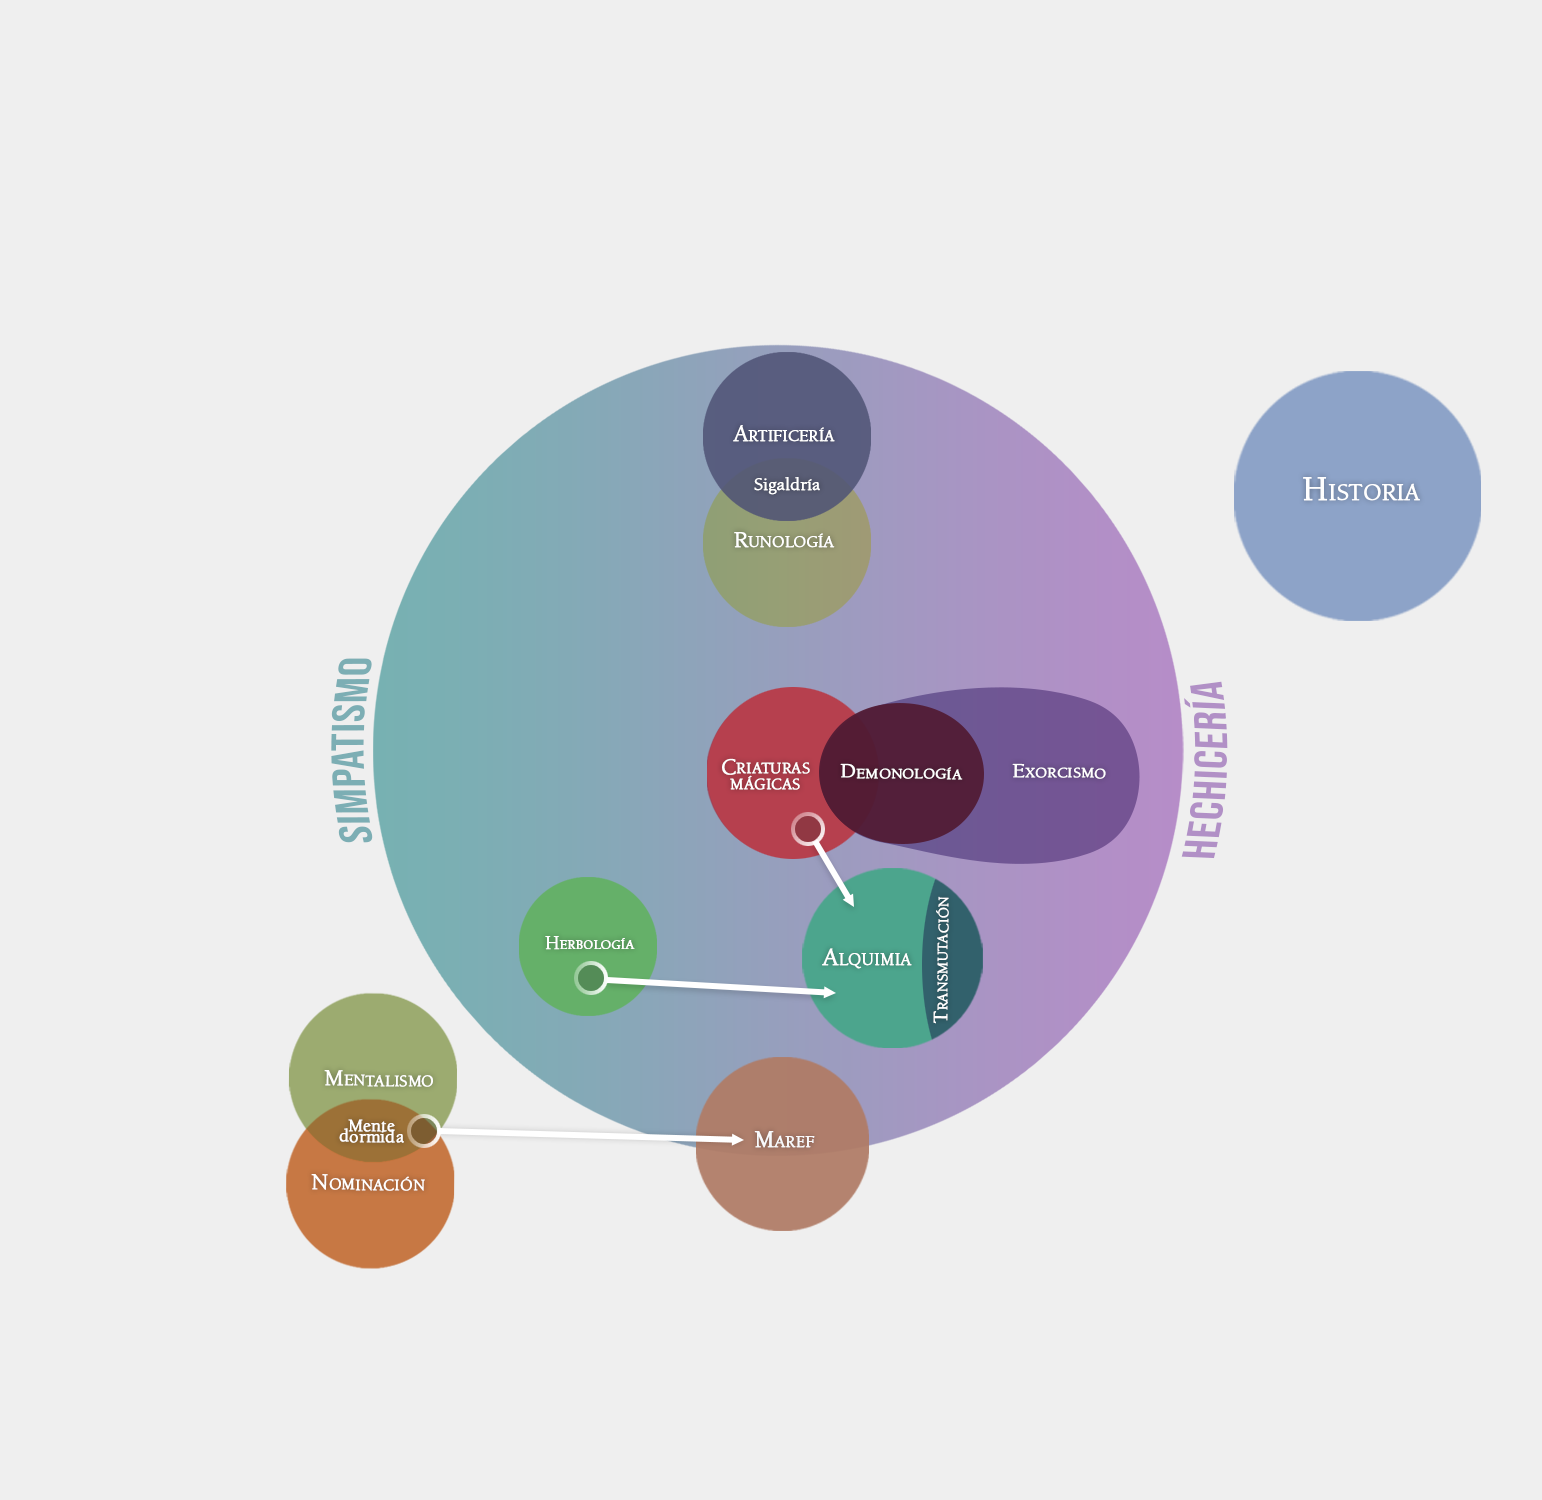 Artificería
Sigaldría
Historia
Runología
SIMPATISMO
HECHICERÍA
Criaturas
mágicas
Demonología
Exorcismo
Herbología
Alquimia
Transmutación
Mentalismo
Mente
dormida
Maref
Nominación